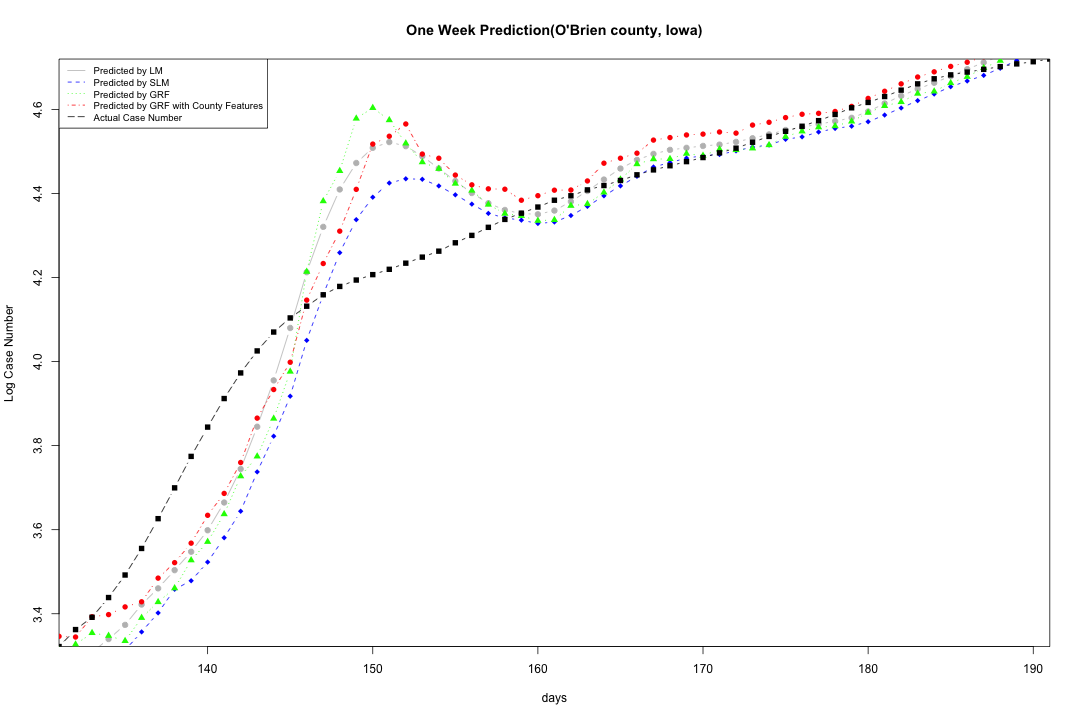 One Week Prediction(O'Brien county, Iowa)
Predicted by LM
Predicted by SLM
Predicted by GRF
Predicted by GRF with County Features
Actual Case Number
Log Case Number
4.6
4.4
4.2
4.0
3.8
3.6
3.4
140 150 160 170 180 190
days